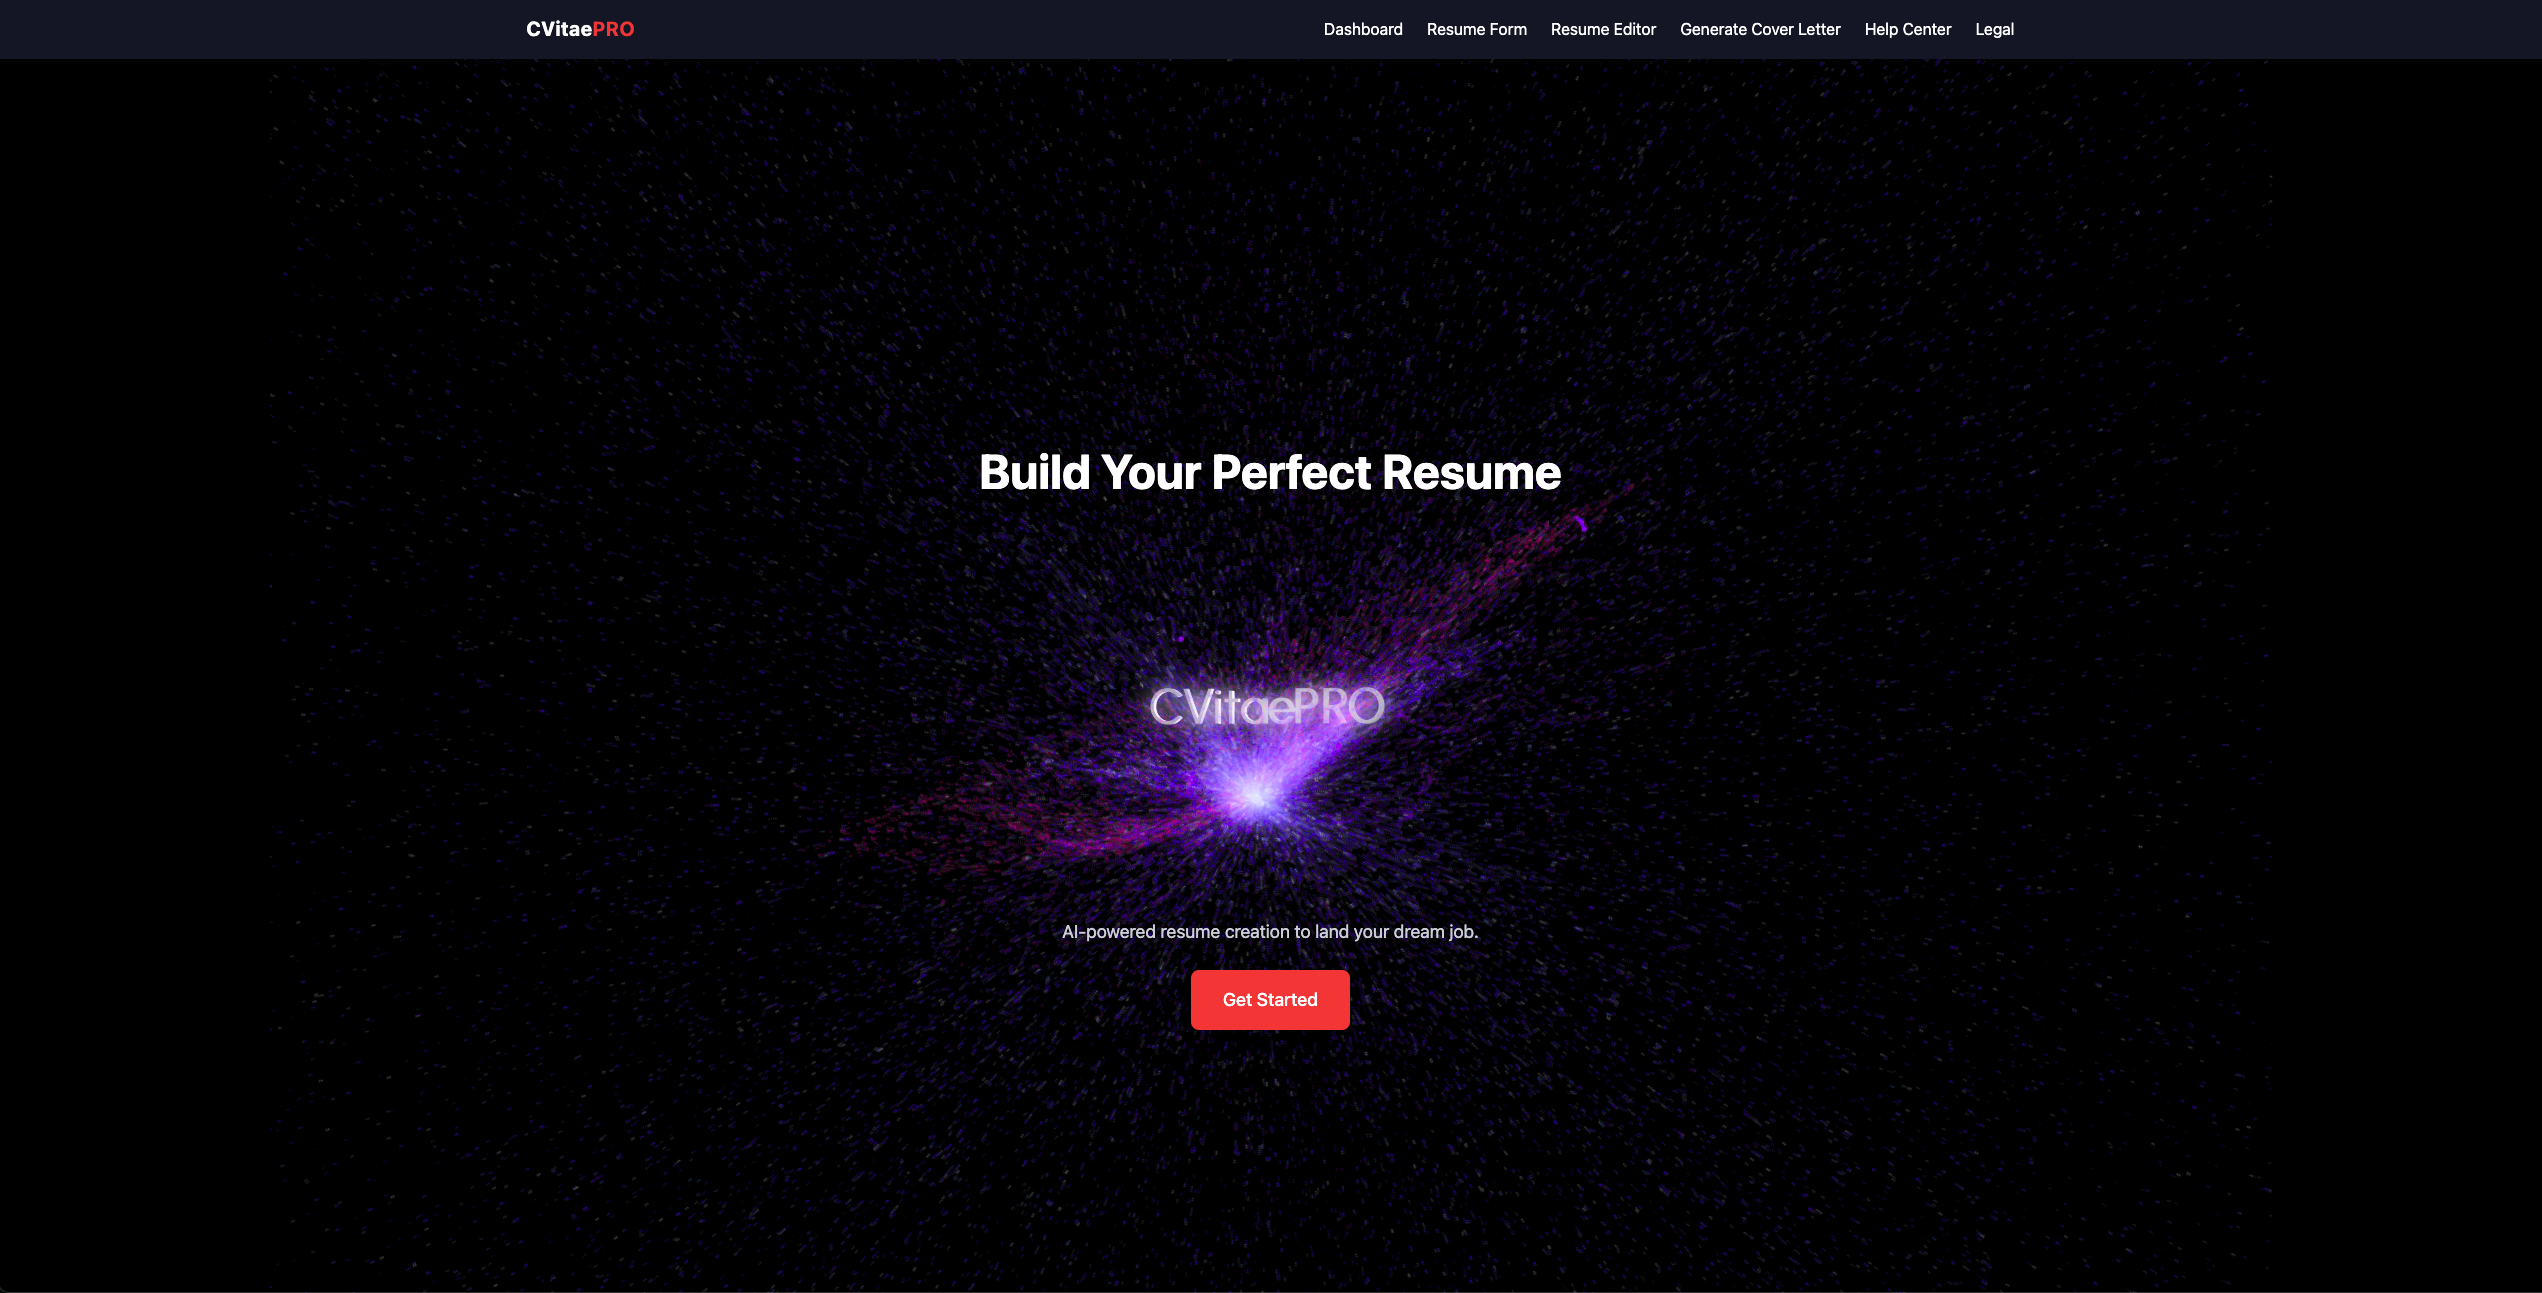 CVitaePRO
Dashboard Resume Form Resume Editor Generate Cover Letter Help Center Legal
Build Your Perfect Resume
CVitaePRO
AI-powered resume creation to land your dream job.
Get Started